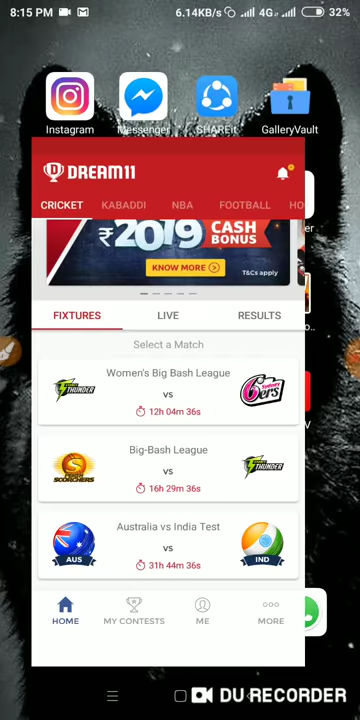 8:15 PM 6.14KB/s 4G 32%
Instagram Messenger SHAREit GalleryVault
DREAM11
CRICKET KABADDI NBA FOOTBALL HO
₹2019 CASH BONUS
KNOW MORE
T&Cs apply
FIXTURES LIVE RESULTS
Select a Match
Women's Big Bash League
THUNDER vs SYDNEY 6ERS
12h 04m 36s
Big-Bash League
PERTH SCORCHERS vs THUNDER
16h 29m 36s
Australia vs India Test
AUS vs IND
31h 44m 36s
HOME MY CONTESTS ME MORE
DU RECORDER